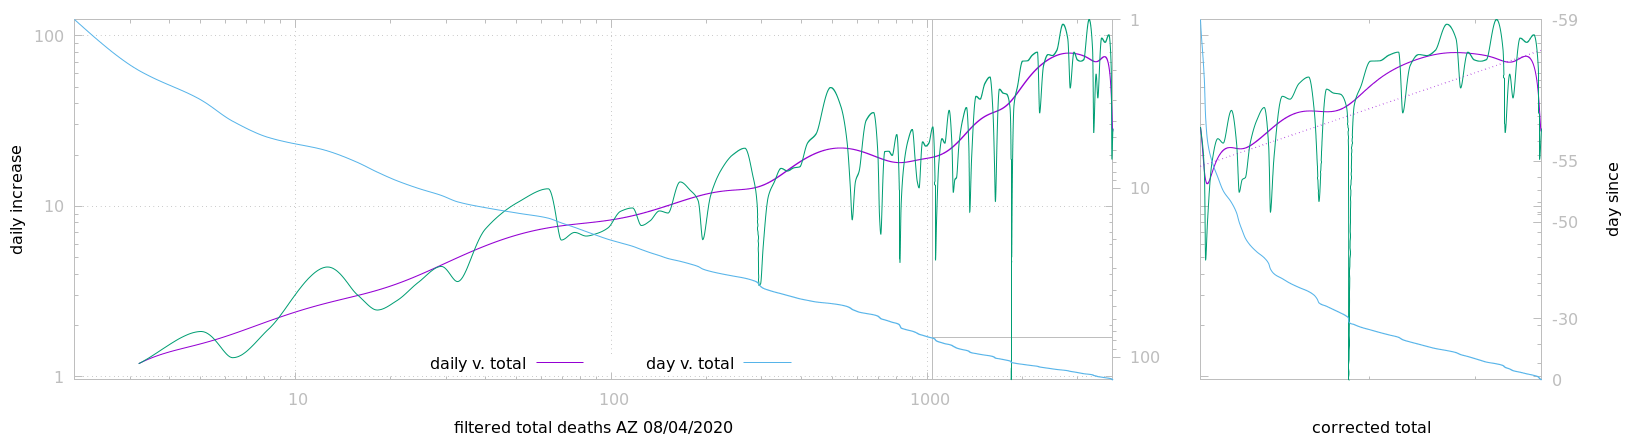 100
10
1
daily increase
10
100
1000
1
10
100
daily v. total
day v. total
filtered total deaths AZ 08/04/2020
-59
-55
-50
-30
0
day since
corrected total